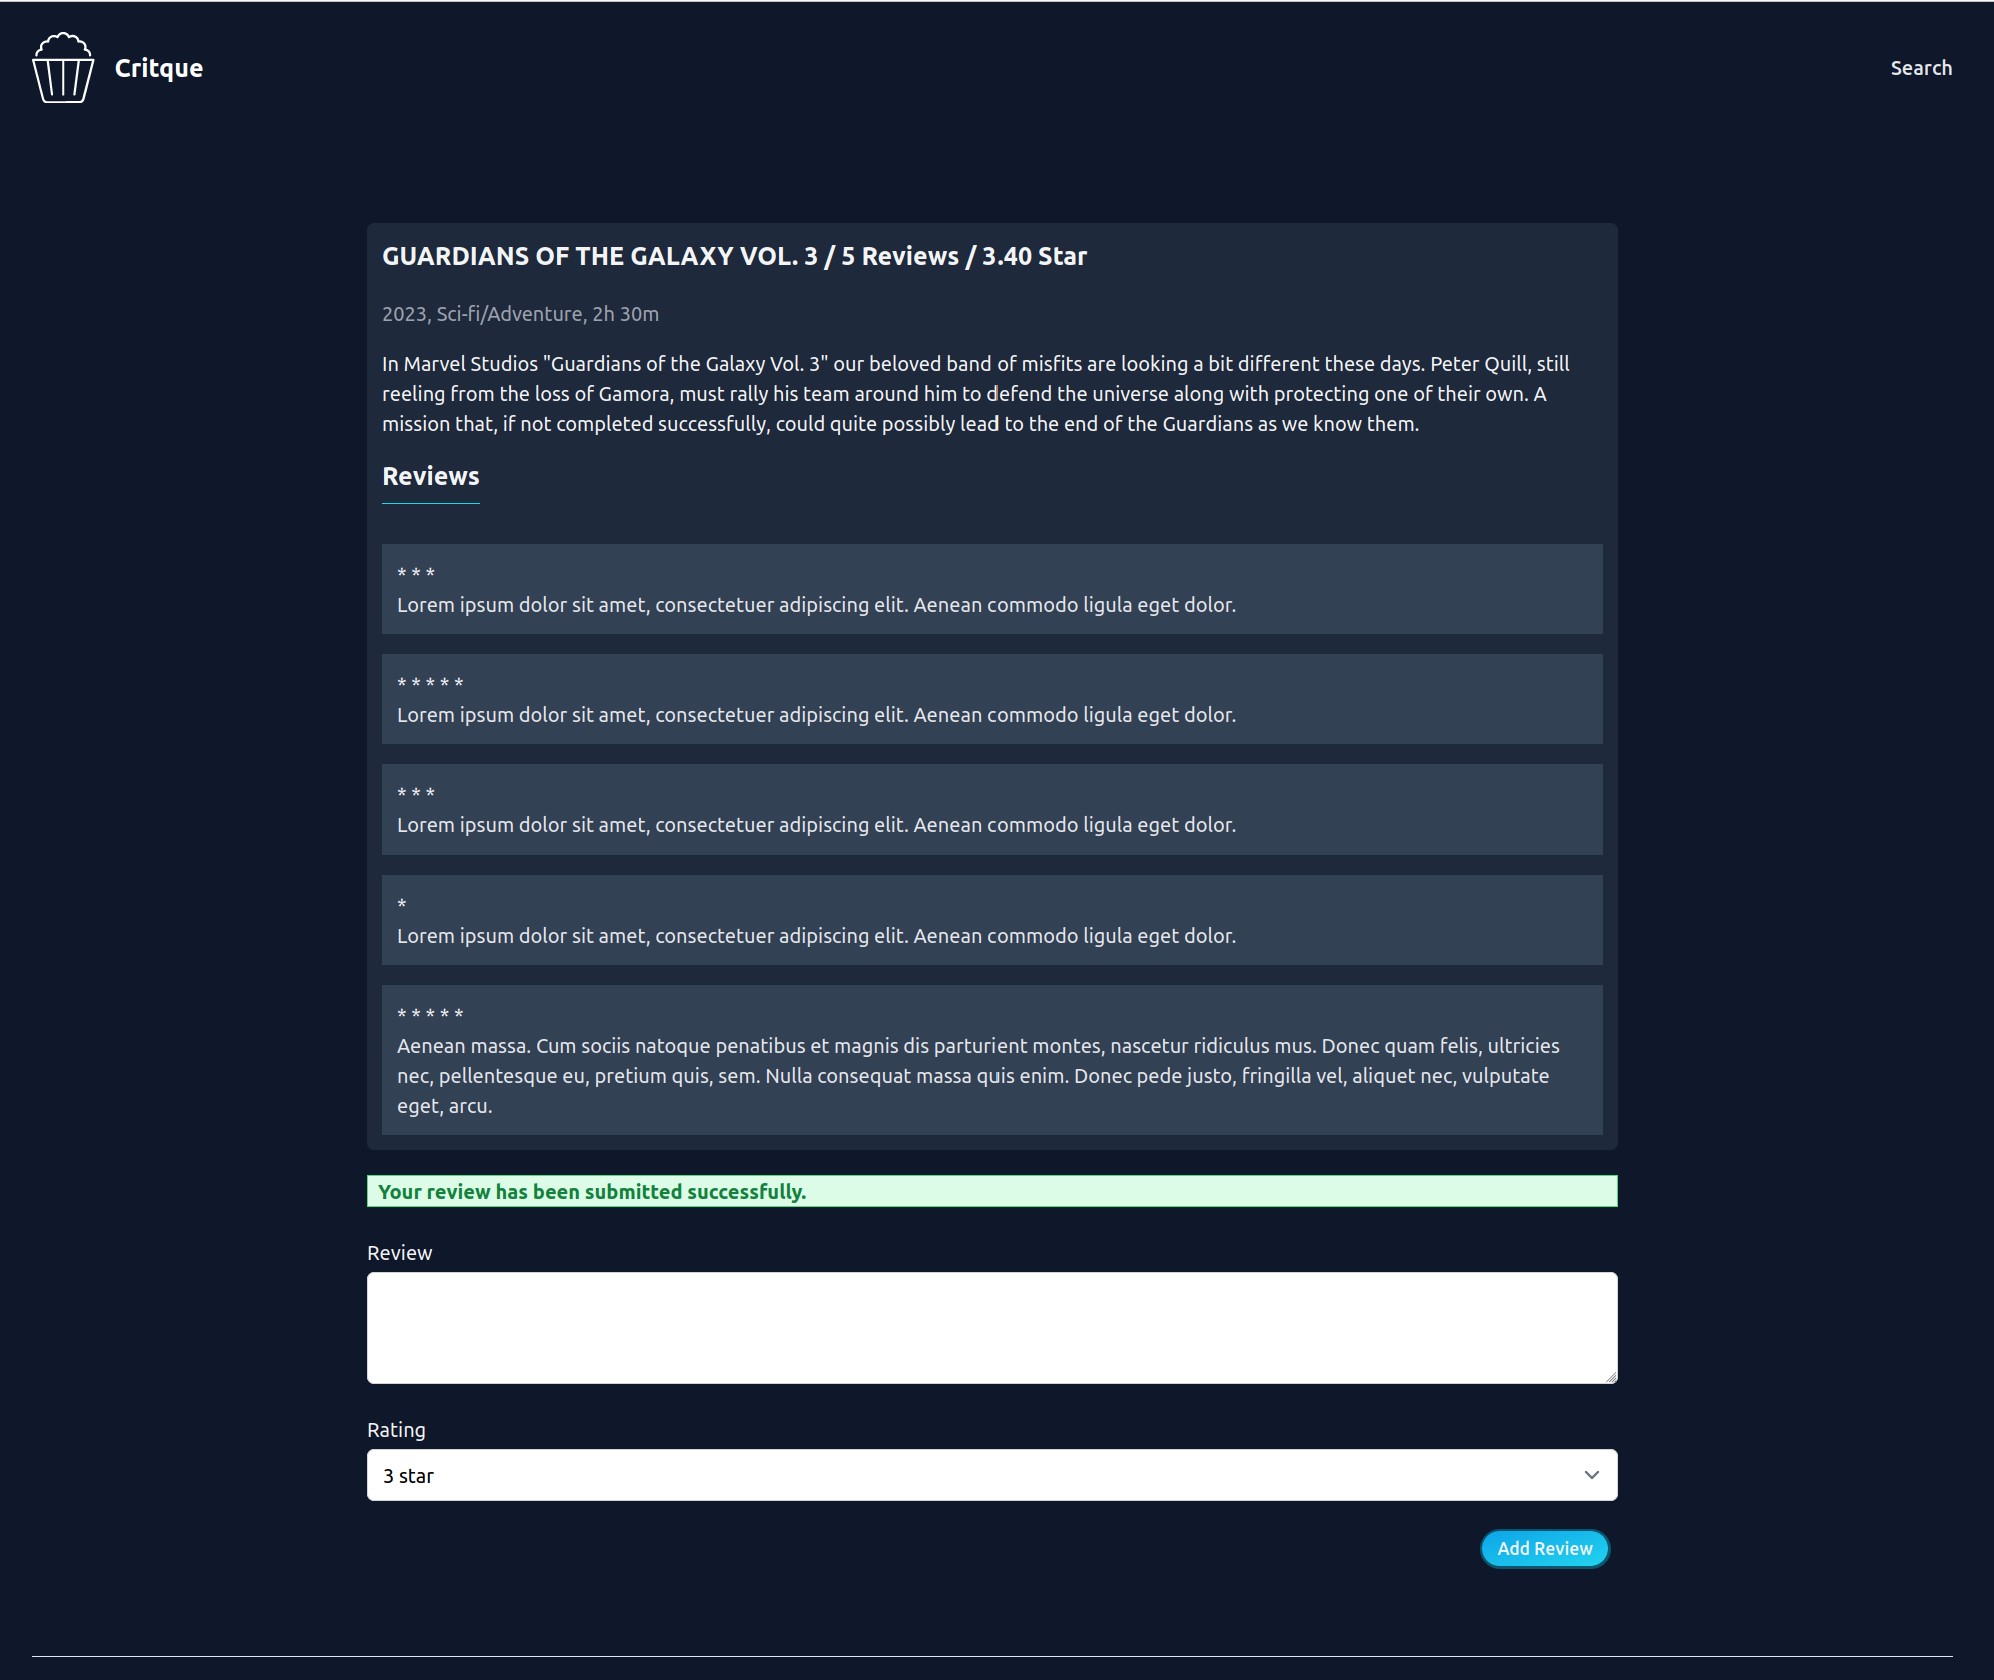 Critque
Search
GUARDIANS OF THE GALAXY VOL. 3 / 5 Reviews / 3.40 Star
2023, Sci-fi/Adventure, 2h 30m
In Marvel Studios "Guardians of the Galaxy Vol. 3" our beloved band of misfits are looking a bit different these days. Peter Quill, still
reeling from the loss of Gamora, must rally his team around him to defend the universe along with protecting one of their own. A
mission that, if not completed successfully, could quite possibly lead to the end of the Guardians as we know them.
Reviews
* * *
Lorem ipsum dolor sit amet, consectetuer adipiscing elit. Aenean commodo ligula eget dolor.
* * * * *
Lorem ipsum dolor sit amet, consectetuer adipiscing elit. Aenean commodo ligula eget dolor.
* * *
Lorem ipsum dolor sit amet, consectetuer adipiscing elit. Aenean commodo ligula eget dolor.
*
Lorem ipsum dolor sit amet, consectetuer adipiscing elit. Aenean commodo ligula eget dolor.
* * * * *
Aenean massa. Cum sociis natoque penatibus et magnis dis parturient montes, nascetur ridiculus mus. Donec quam felis, ultricies
nec, pellentesque eu, pretium quis, sem. Nulla consequat massa quis enim. Donec pede justo, fringilla vel, aliquet nec, vulputate
eget, arcu.
Your review has been submitted successfully.
Review
Rating
3 star
Add Review